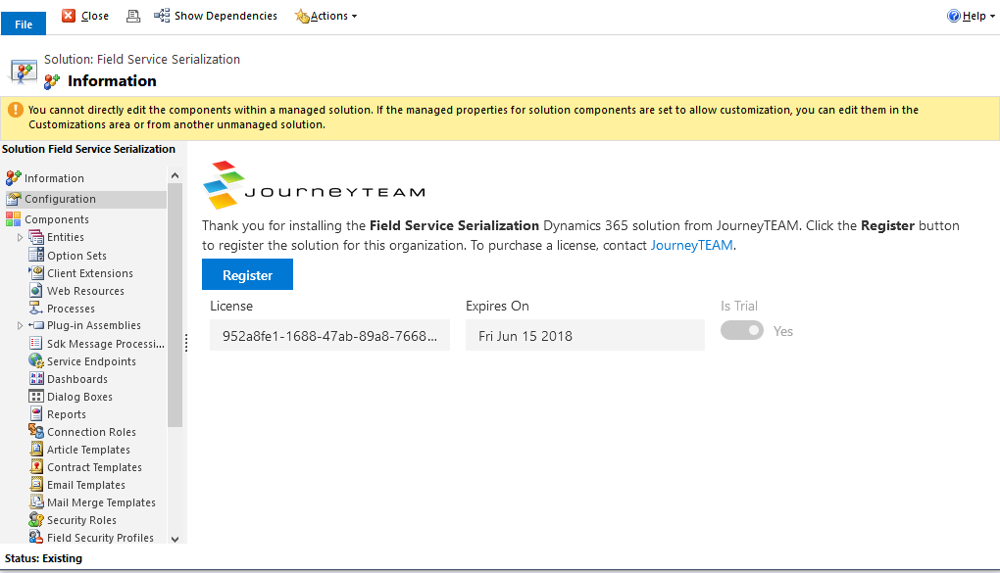 File
Close
Show Dependencies
Actions
Help
Solution: Field Service Serialization
Information
You cannot directly edit the components within a managed solution. If the managed properties for solution components are set to allow customization, you can edit them in the
Customizations area or from another unmanaged solution.
Solution Field Service Serialization
Information
Configuration
Components
Entities
Option Sets
Client Extensions
Web Resources
Processes
Plug-in Assemblies
Sdk Message Processi...
Service Endpoints
Dashboards
Dialog Boxes
Reports
Connection Roles
Article Templates
Contract Templates
Email Templates
Mail Merge Templates
Security Roles
Field Security Profiles
JOURNEYTEAM
Thank you for installing the Field Service Serialization Dynamics 365 solution from JourneyTEAM. Click the Register button
to register the solution for this organization. To purchase a license, contact JourneyTEAM.
Register
License
Expires On
Is Trial
952a8fe1-1688-47ab-89a8-7668...
Fri Jun 15 2018
Yes
Status: Existing